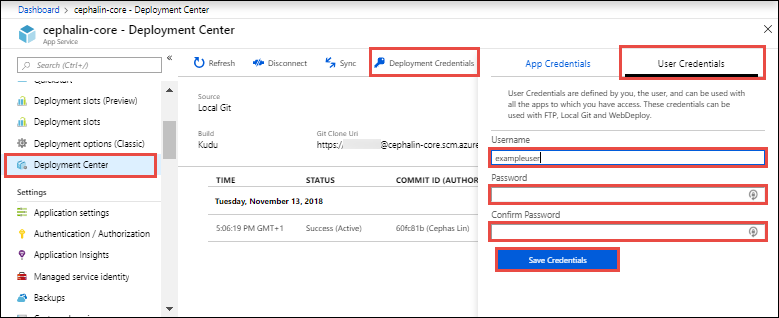 Dashboard > cephalin-core - Deployment Center
cephalin-core - Deployment Center
App Service
Search (Ctrl+/)
Quickstart
Deployment slots (Preview)
Deployment slots
Deployment options (Classic)
Deployment Center
Settings
Application settings
Authentication / Authorization
Application Insights
Managed service identity
Backups
Refresh
Disconnect
Sync
Deployment Credentials
Source
Local Git
Build
Git Clone Uri
Kudu
https:/ @cephalin-core.scm.azure
TIME STATUS COMMIT ID (AUTHOR
Tuesday, November 13, 2018
5:06:19 PM GMT+1 Success (Active) 60fc81b (Cephas Lin)
App Credentials
User Credentials
User Credentials are defined by you, the user, and can be used with
all the apps to which you have access. These credentials can be
used with FTP, Local Git and WebDeploy.
Username
exampleuser
Password
Confirm Password
Save Credentials